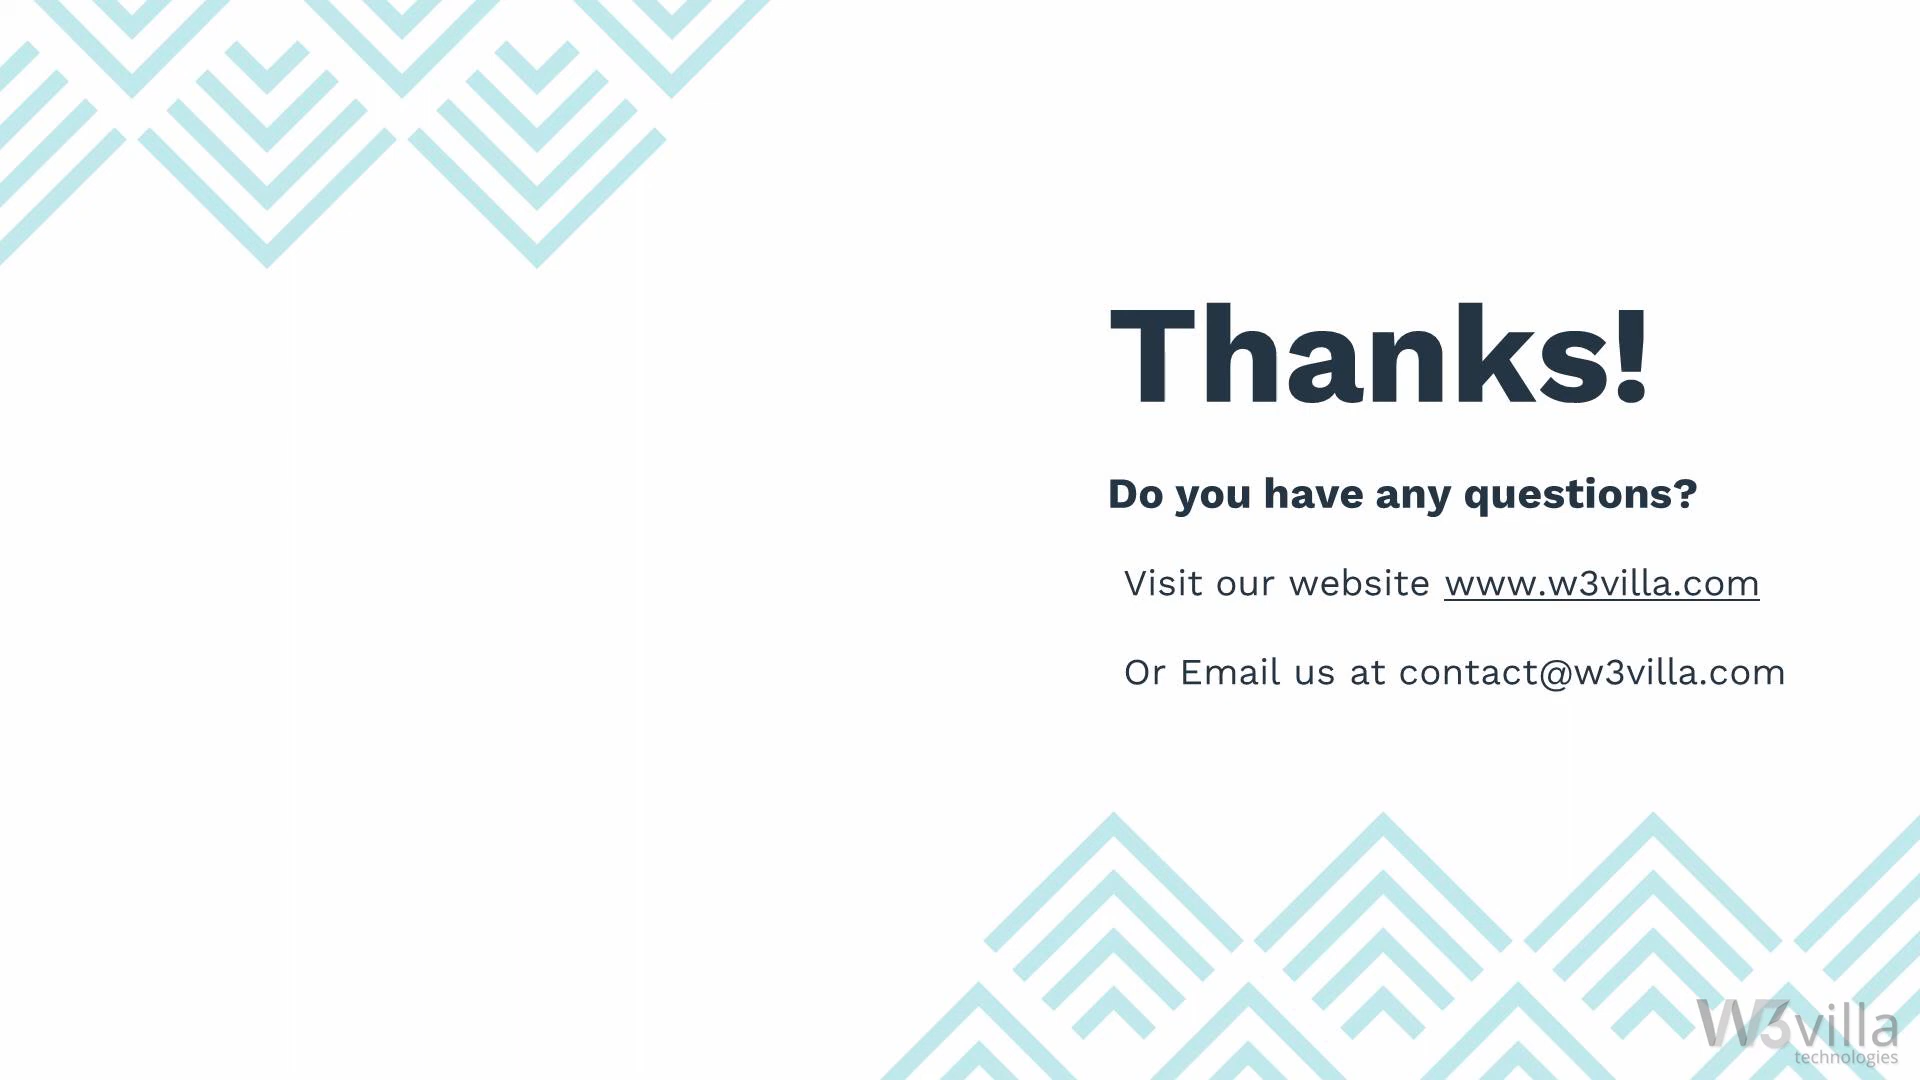 Thanks!
Do you have any questions?
Visit our website www.w3villa.com
Or Email us at contact@w3villa.com
W3villa
technologies